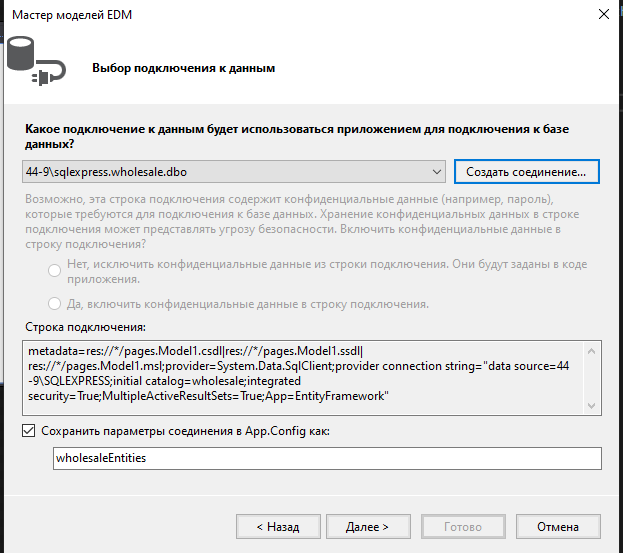 Мастер моделей EDM
Выбор подключения к данным
Какое подключение к данным будет использоваться приложением для подключения к базе
данных?
44-9\sqlexpress.wholesale.dbo
Создать соединение...
Возможно, эта строка подключения содержит конфиденциальные данные (например, пароль),
которые требуются для подключения к базе данных. Хранение конфиденциальных данных в строке
подключения может представлять угрозу безопасности. Включить конфиденциальные данные в
строку подключения?
Нет, исключить конфиденциальные данные из строки подключения. Они будут заданы в коде
приложения.
Да, включить конфиденциальные данные в строку подключения.
Строка подключения:
metadata=res://*/pages.Model1.csdl|res://*/pages.Model1.ssdl|
res://*/pages.Model1.msl;provider=System.Data.SqlClient;provider connection string="data source=44
-9\SQLEXPRESS;initial catalog=wholesale;integrated
security=True;MultipleActiveResultSets=True;App=EntityFramework"
Сохранить параметры соединения в App.Config как:
wholesaleEntities
< Назад
Далее >
Готово
Отмена